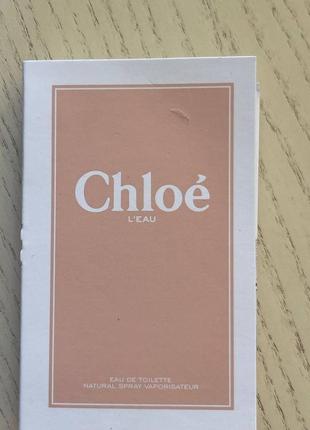 Chloé
L'EAU
EAU DE TOILETTE
NATURAL SPRAY VAPORISATEUR